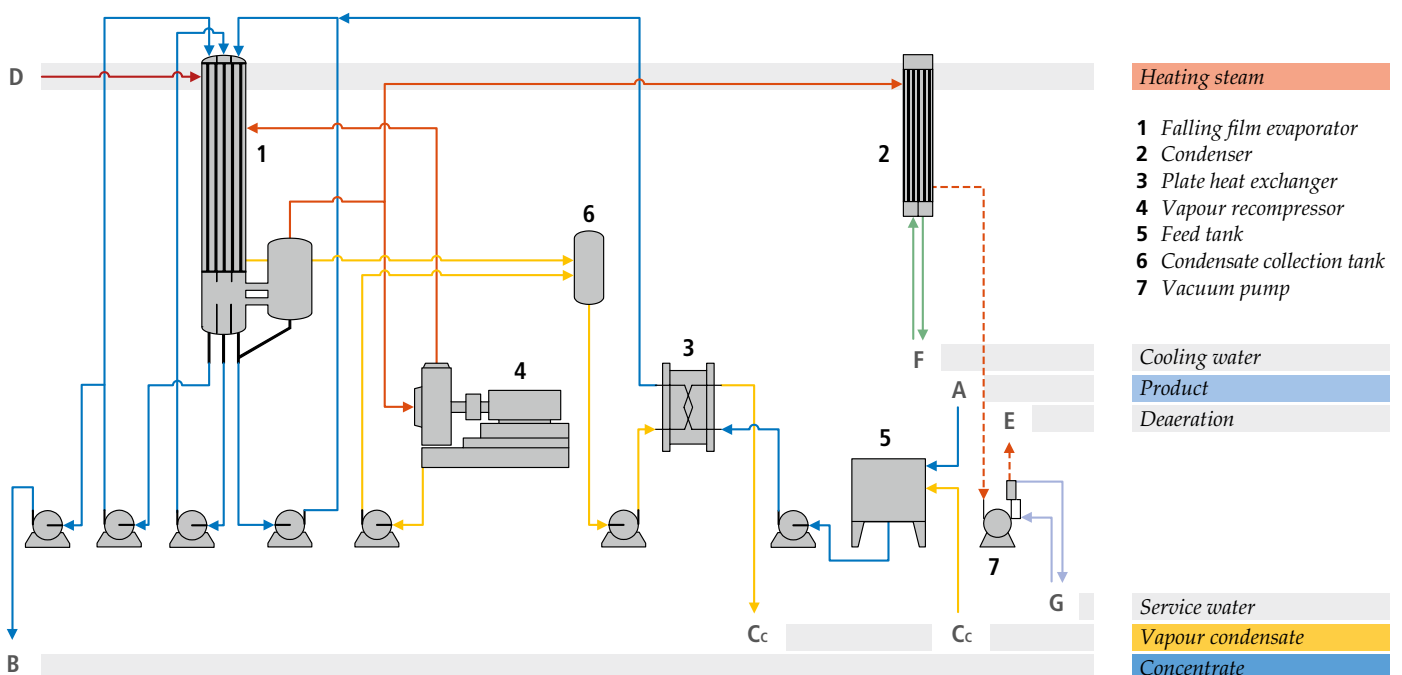 D
Heating steam
1
2
6
1 Falling film evaporator
2 Condenser
3 Plate heat exchanger
4 Vapour recompressor
5 Feed tank
6 Condensate collection tank
7 Vacuum pump
3
4
F
Cooling water
A
Product
E
Deaeration
5
7
G
Service water
Cc
Cc
Vapour condensate
B
Concentrate